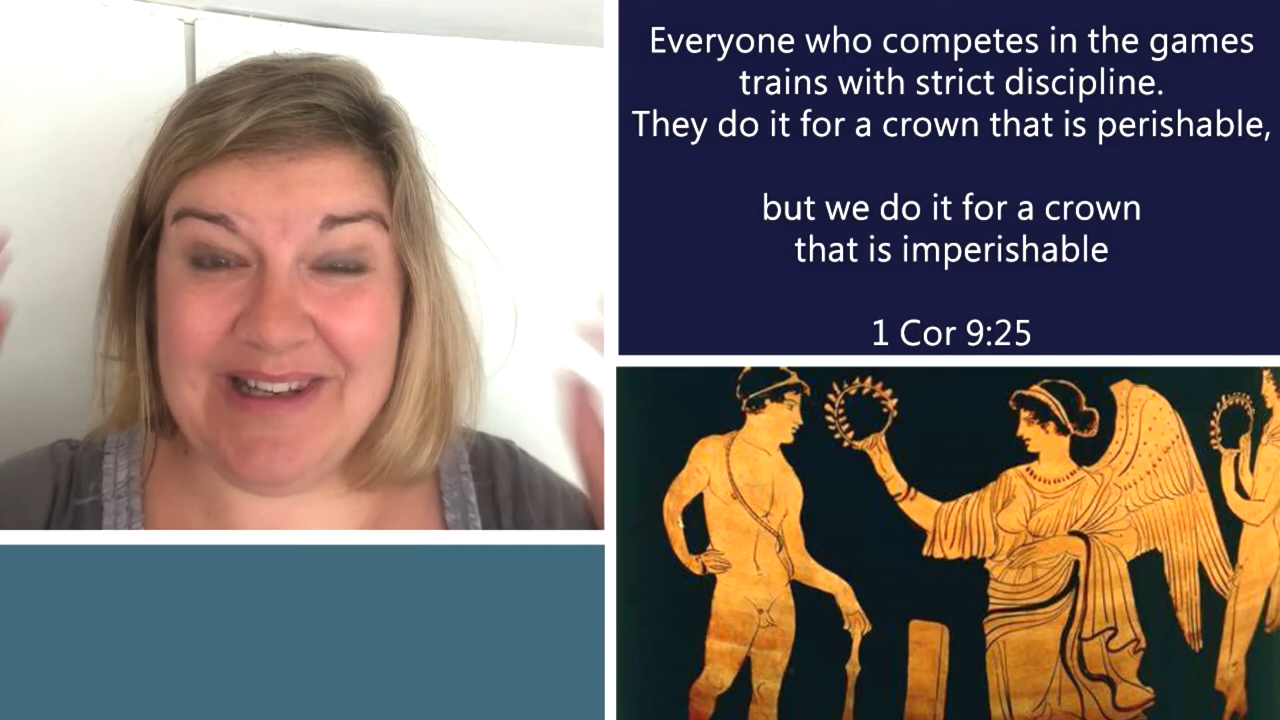 Everyone who competes in the games
trains with strict discipline.
They do it for a crown that is perishable,
but we do it for a crown
that is imperishable
1 Cor 9:25